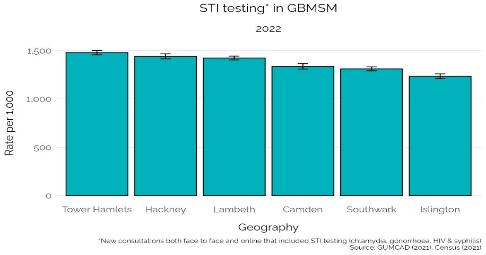 STI testing* in GBMSM
2022
Rate per 1,000
1,500
1,000
500
0
Tower Hamlets Hackney Lambeth Camden Southwark Islington
Geography
*New consultations both face to face and online that included STI testing (chlamydia, gonorrhoea, HIV & syphilis)
Source: GUMCAD (2021), Census (2021)